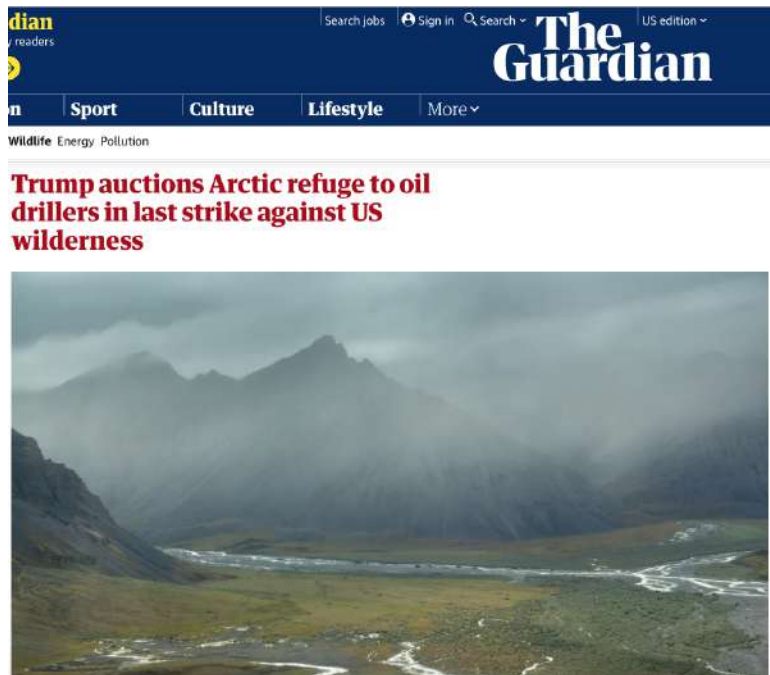 dian
Search jobs Sign in Search US edition
readers
The
Guardian
n Sport Culture Lifestyle More
Wildlife Energy Pollution
Trump auctions Arctic refuge to oil
drillers in last strike against US
wilderness